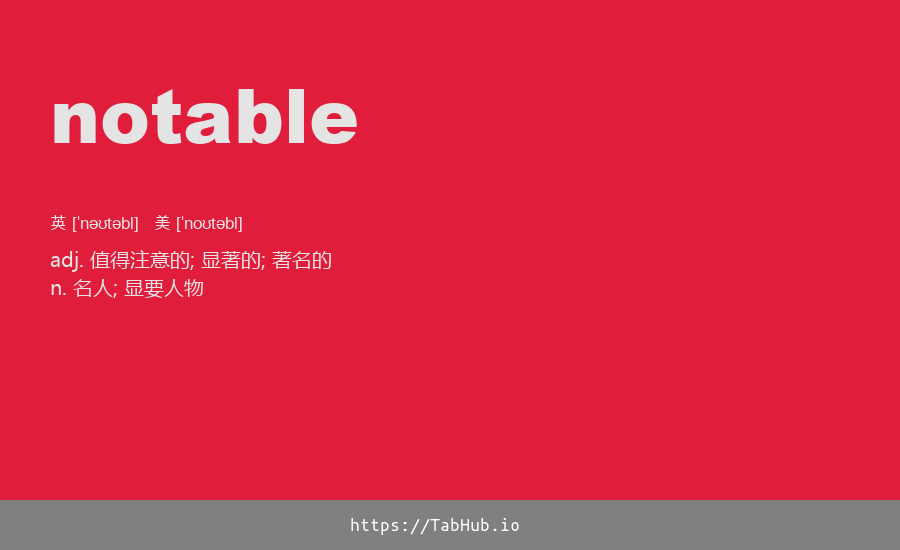 notable
英 [ˈnəʊtəbl] 美 [ˈnoʊtəbl]
adj. 值得注意的; 显著的; 著名的
n. 名人; 显要人物
https://TabHub.io